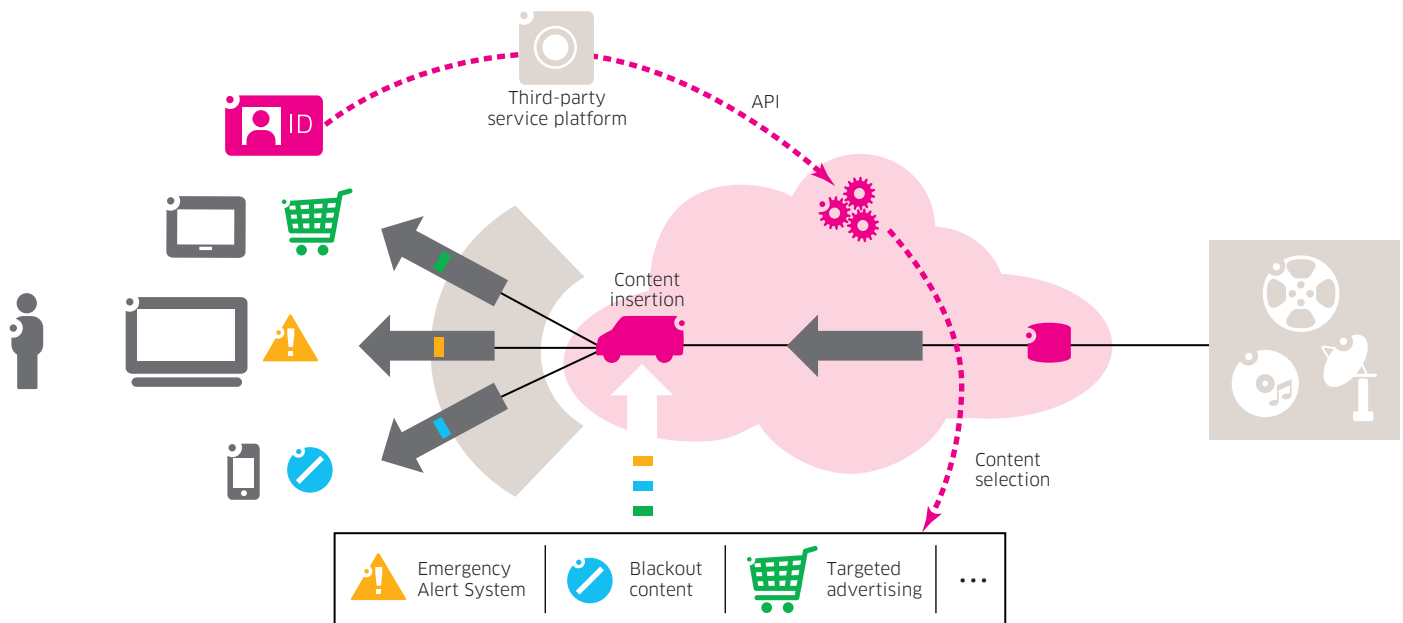 Third-party
service platform
API
ID
Content
insertion
Content
selection
Emergency
Alert System
Blackout
content
Targeted
advertising
...